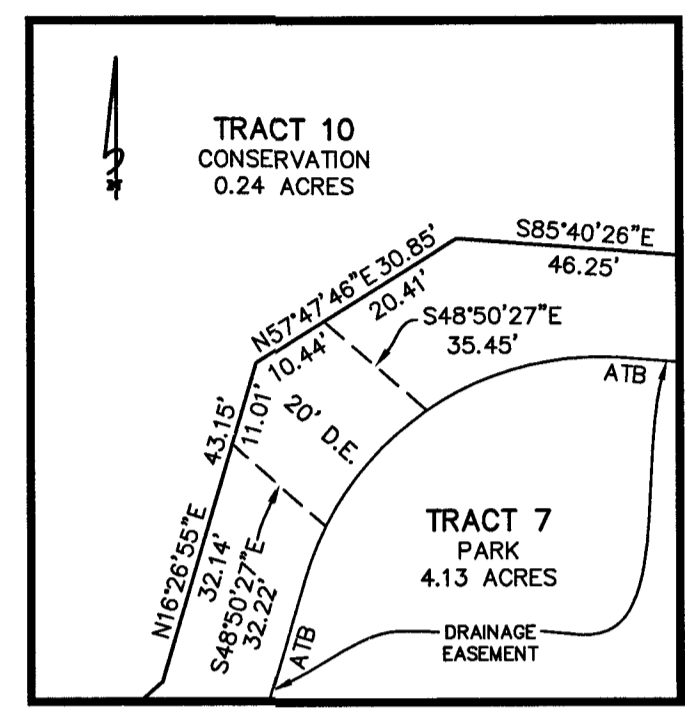 TRACT 10
CONSERVATION
0.24 ACRES
S85°40'26"E
46.25'
N57°47'46"E 30.85'
20.41'
10.44'
S48°50'27"E
35.45'
ATB
20' D.E.
43.15'
11.01'
N16°26'55"E
32.14'
S48°50'27"E
32.22'
ATB
TRACT 7
PARK
4.13 ACRES
DRAINAGE
EASEMENT